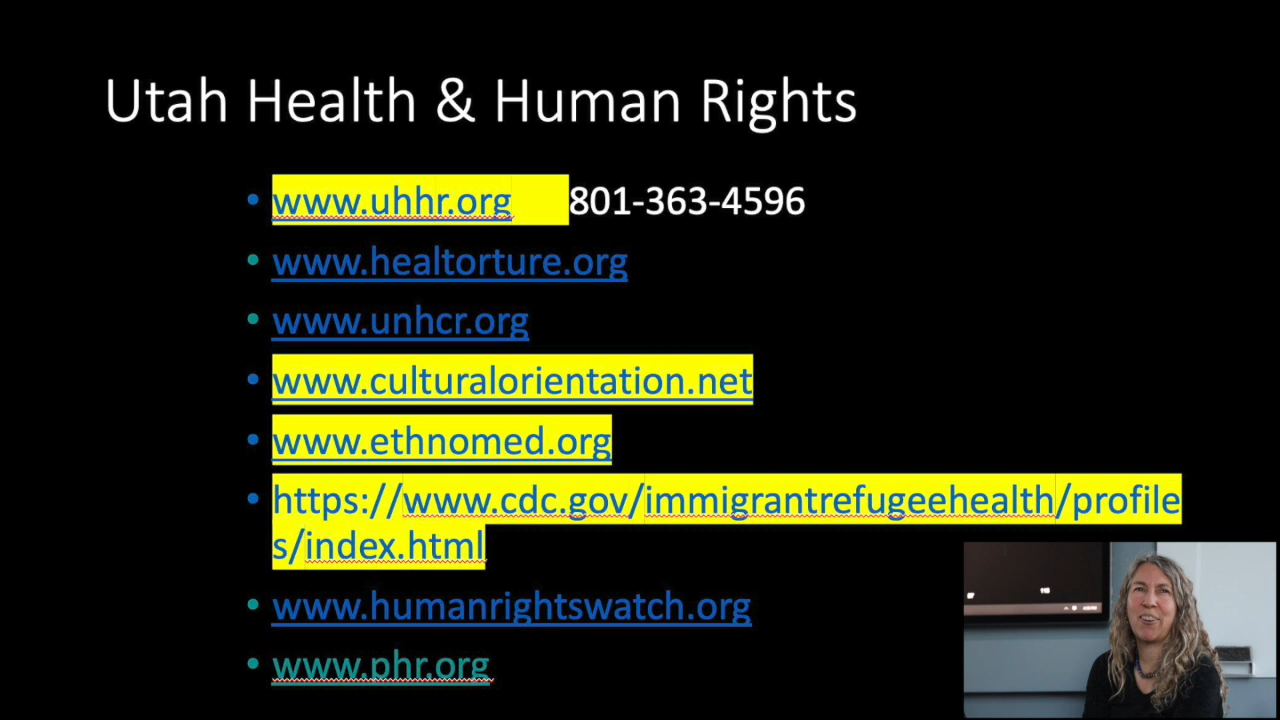 Utah Health & Human Rights
• www.uhhr.org 801-363-4596
• www.healtorture.org
• www.unhcr.org
• www.culturalorientation.net
• www.ethnomed.org
• https://www.cdc.gov/immigrantrefugeehealth/profile
s/index.html
• www.humanrightswatch.org
• www.phr.org